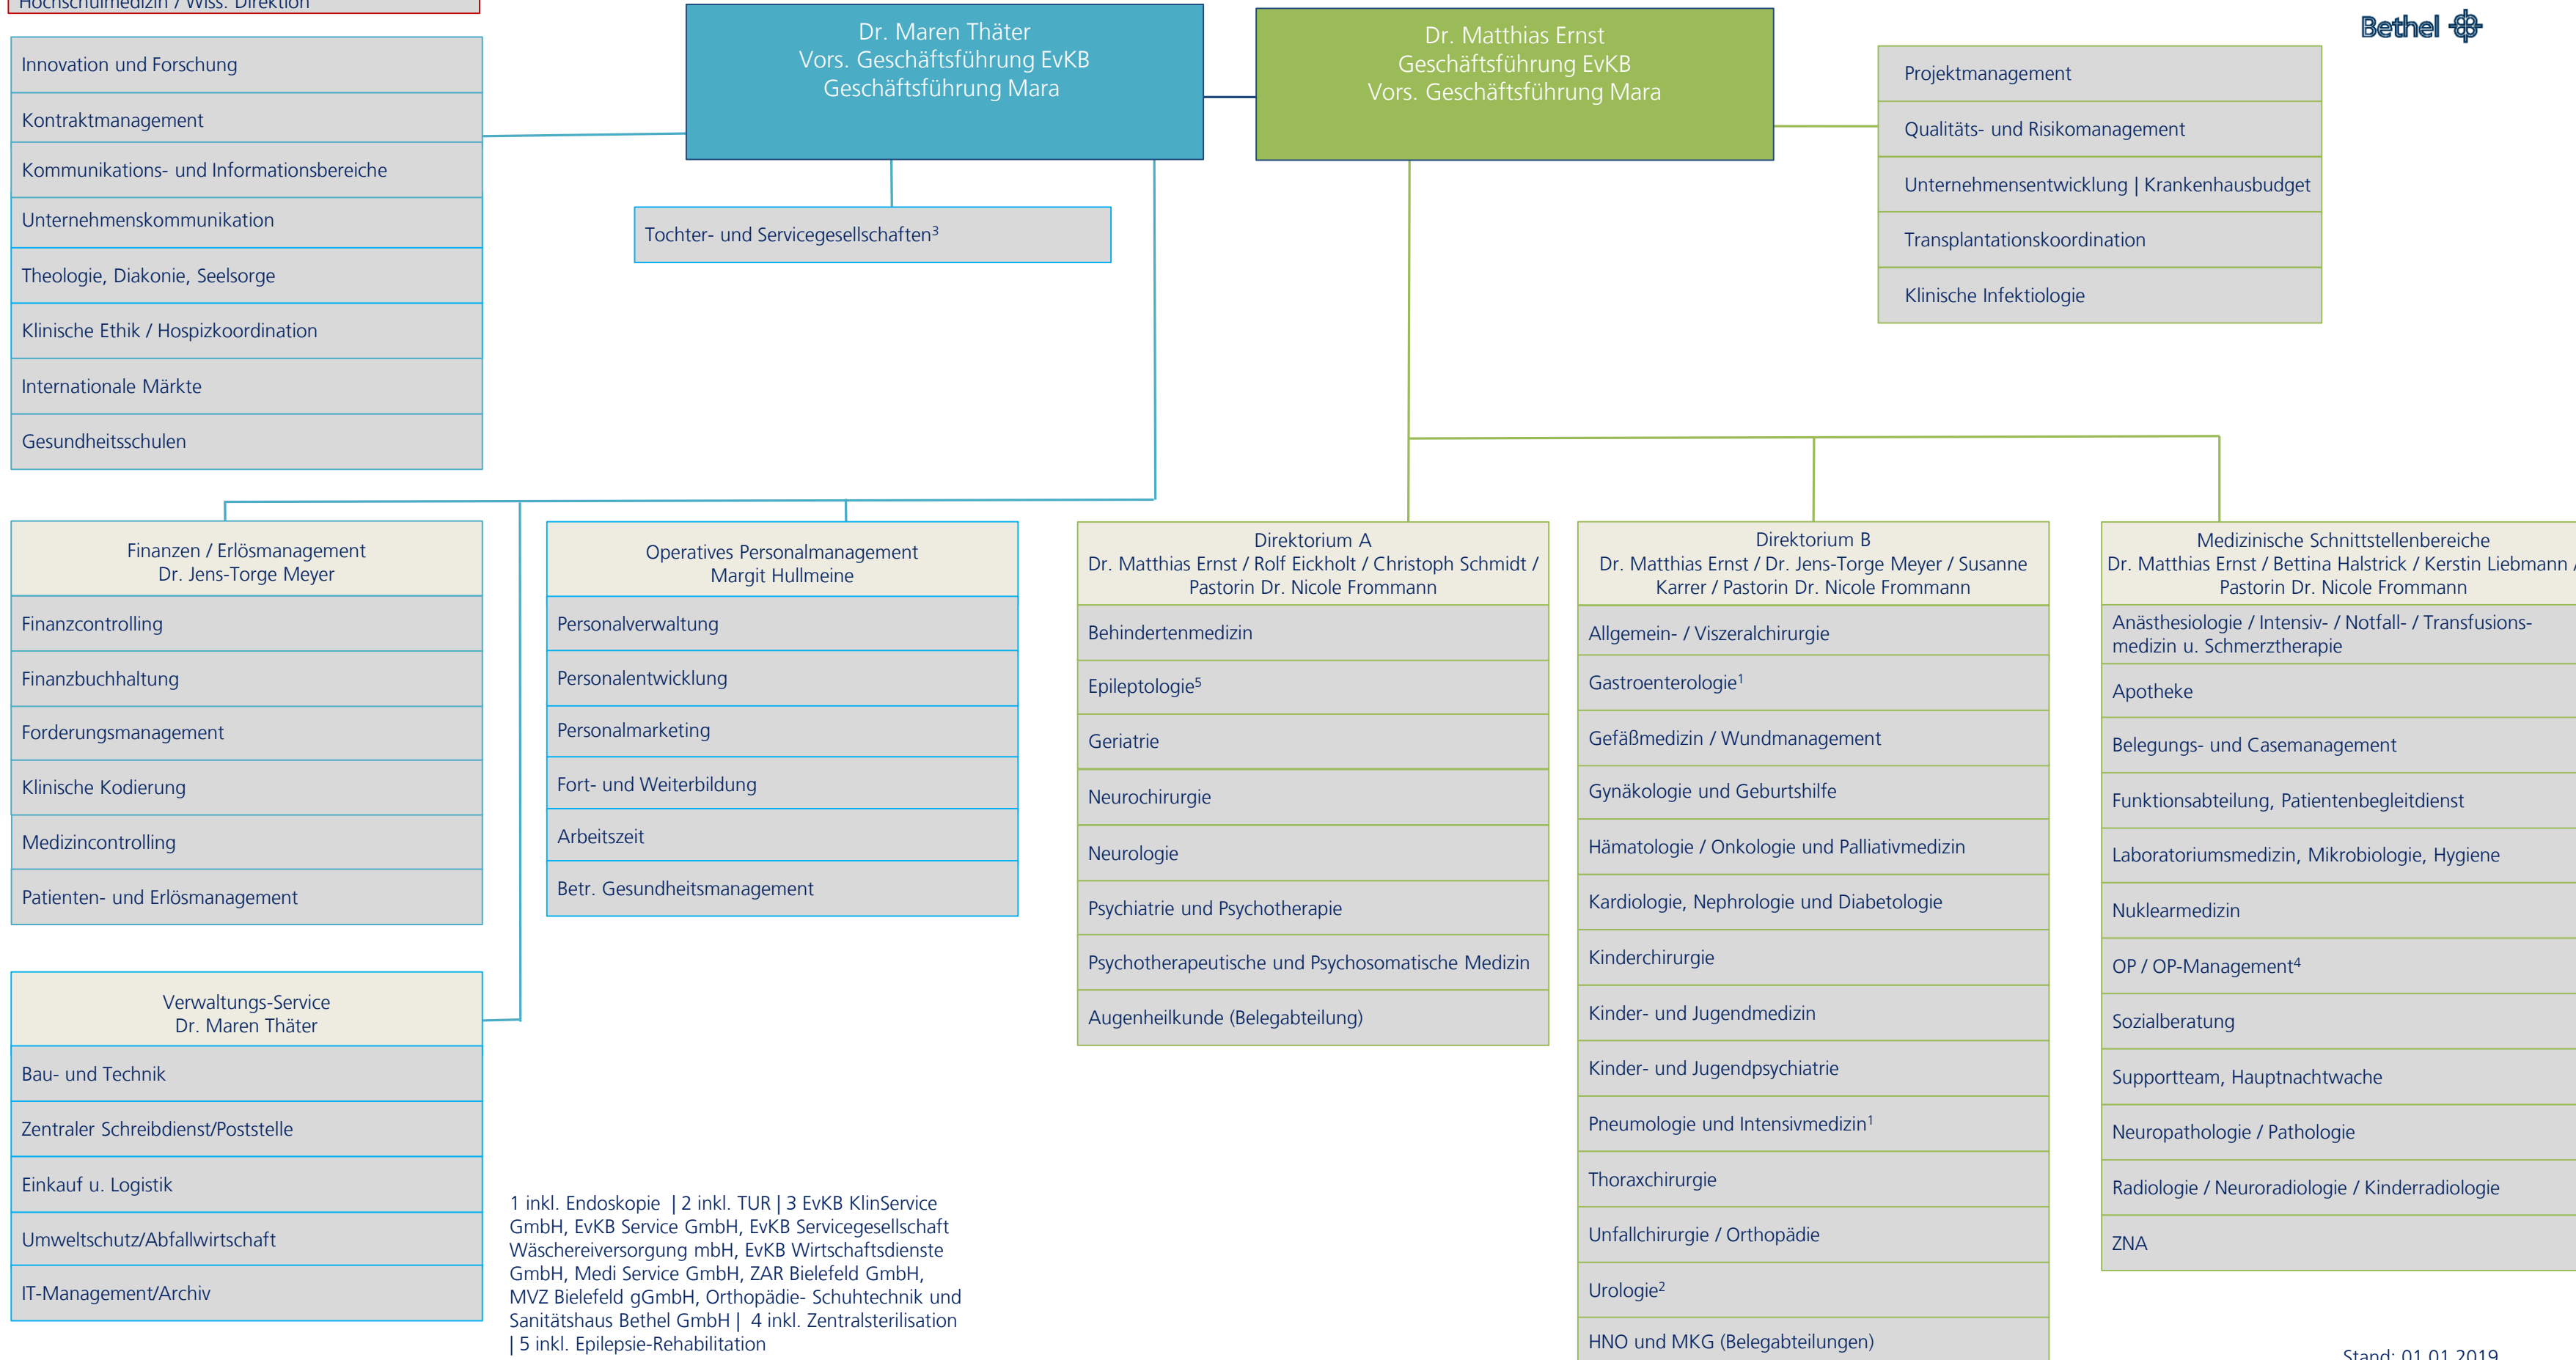 Hochschulmedizin / Wiss. Direktion
Innovation und Forschung
Kontraktmanagement
Kommunikations- und Informationsbereiche
Unternehmenskommunikation
Theologie, Diakonie, Seelsorge
Klinische Ethik / Hospizkoordination
Internationale Märkte
Gesundheitsschulen
Dr. Maren Thäter
Vors. Geschäftsführung EvKB
Geschäftsführung Mara
Tochter- und Servicegesellschaften³
Dr. Matthias Ernst
Geschäftsführung EvKB
Vors. Geschäftsführung Mara
Bethel
Projektmanagement
Qualitäts- und Risikomanagement
Unternehmensentwicklung | Krankenhausbudget
Transplantationskoordination
Klinische Infektiologie
Finanzen / Erlösmanagement
Dr. Jens-Torge Meyer
Finanzcontrolling
Finanzbuchhaltung
Forderungsmanagement
Klinische Kodierung
Medizincontrolling
Patienten- und Erlösmanagement
Verwaltungs-Service
Dr. Maren Thäter
Bau- und Technik
Zentraler Schreibdienst/Poststelle
Einkauf u. Logistik
Umweltschutz/Abfallwirtschaft
IT-Management/Archiv
Operatives Personalmanagement
Margit Hullmeine
Personalverwaltung
Personalentwicklung
Personalmarketing
Fort- und Weiterbildung
Arbeitszeit
Betr. Gesundheitsmanagement
1 inkl. Endoskopie | 2 inkl. TUR | 3 EvKB KlinService
GmbH, EvKB Service GmbH, EvKB Servicegesellschaft
Wäschereiversorgung mbH, EvKB Wirtschaftsdienste
GmbH, Medi Service GmbH, ZAR Bielefeld GmbH,
MVZ Bielefeld gGmbH, Orthopädie- Schuhtechnik und
Sanitätshaus Bethel GmbH | 4 inkl. Zentralsterilisation
| 5 inkl. Epilepsie-Rehabilitation
Direktorium A
Dr. Matthias Ernst / Rolf Eickholt / Christoph Schmidt /
Pastorin Dr. Nicole Frommann
Behindertenmedizin
Epileptologie⁵
Geriatrie
Neurochirurgie
Neurologie
Psychiatrie und Psychotherapie
Psychotherapeutische und Psychosomatische Medizin
Augenheilkunde (Belegabteilung)
Direktorium B
Dr. Matthias Ernst / Dr. Jens-Torge Meyer / Susanne
Karrer / Pastorin Dr. Nicole Frommann
Allgemein- / Viszeralchirurgie
Gastroenterologie¹
Gefäßmedizin / Wundmanagement
Gynäkologie und Geburtshilfe
Hämatologie / Onkologie und Palliativmedizin
Kardiologie, Nephrologie und Diabetologie
Kinderchirurgie
Kinder- und Jugendmedizin
Kinder- und Jugendpsychiatrie
Pneumologie und Intensivmedizin¹
Thoraxchirurgie
Unfallchirurgie / Orthopädie
Urologie²
HNO und MKG (Belegabteilungen)
Medizinische Schnittstellenbereiche
Dr. Matthias Ernst / Bettina Halstrick / Kerstin Liebmann /
Pastorin Dr. Nicole Frommann
Anästhesiologie / Intensiv- / Notfall- / Transfusions-
medizin u. Schmerztherapie
Apotheke
Belegungs- und Casemanagement
Funktionsabteilung, Patientenbegleitdienst
Laboratoriumsmedizin, Mikrobiologie, Hygiene
Nuklearmedizin
OP / OP-Management⁴
Sozialberatung
Supportteam, Hauptnachtwache
Neuropathologie / Pathologie
Radiologie / Neuroradiologie / Kinderradiologie
ZNA
Stand: 01.01.2019